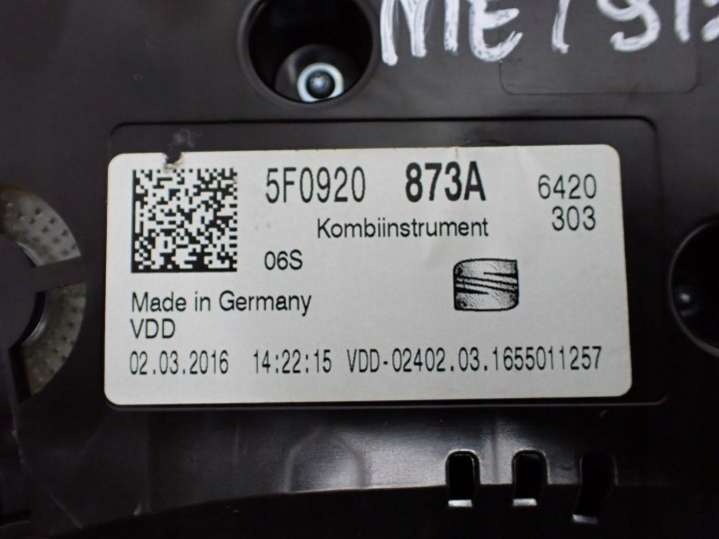 5F0920 873A 6420
Kombiinstrument 303
06S
Made in Germany
VDD
02.03.2016 14:22:15 VDD-02402.03.1655011257